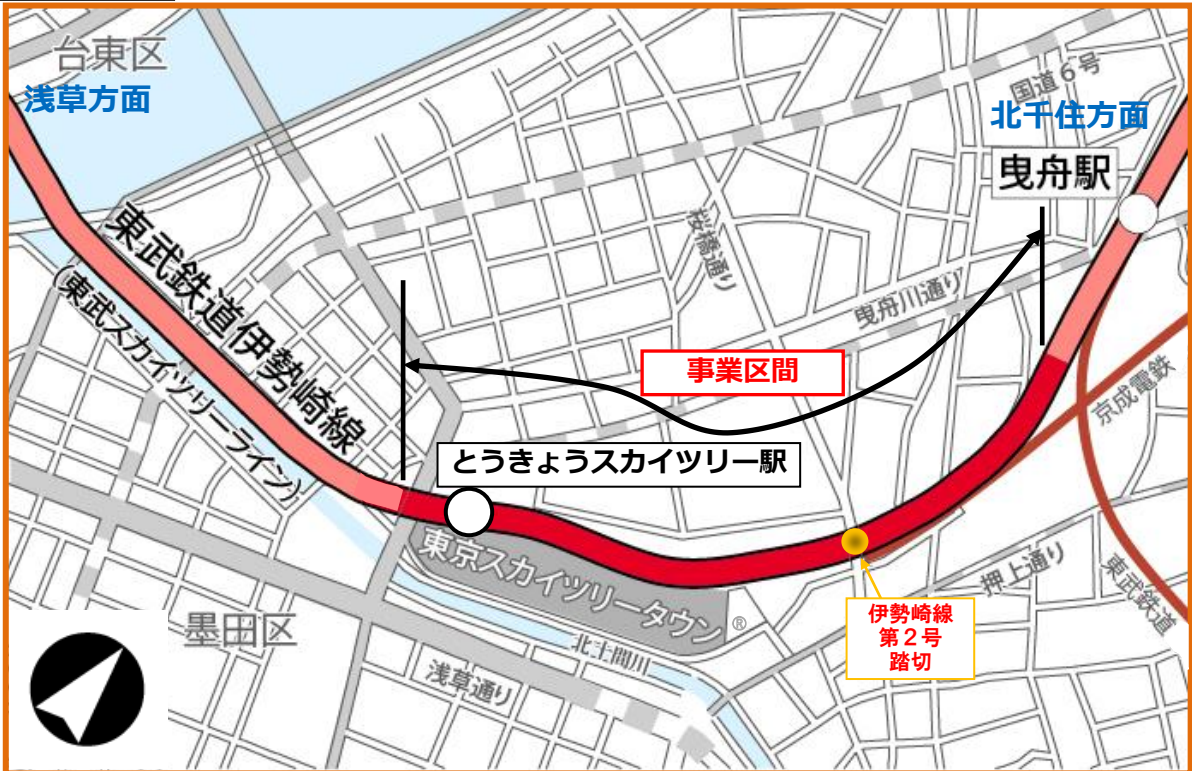 台東区
浅草方面
国道6号
北千住方面
曳舟駅
桜橋通り
東武鉄道伊勢崎線
(東武スカイツリーライン)
曳舟川通り
事業区間
京成電鉄
とうきょうスカイツリー駅
東京スカイツリータウン®
押上通り
東武鉄道
伊勢崎線
第2号
踏切
墨田区
北十間川
浅草通り